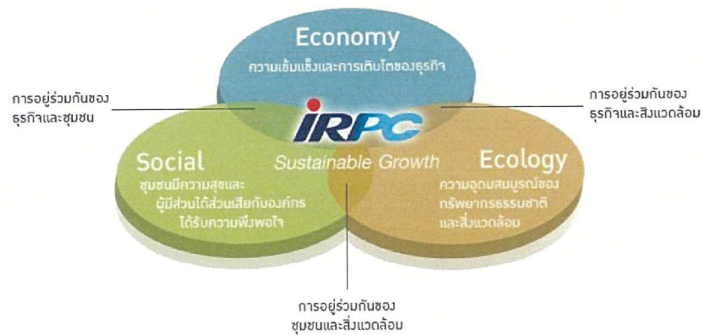 Economy
ความเข้มแข็งและการเติบโตของธุรกิจ
การอยู่ร่วมกันของ
ธุรกิจและชุมชน
การอยู่ร่วมกันของ
ธุรกิจและสิ่งแวดล้อม
IRPC
Sustainable Growth
Social
ชุมชนมีความสุขและ
ผู้มีส่วนได้ส่วนเสียกับองค์กร
ได้รับความพึงพอใจ
Ecology
ความอุดมสมบูรณ์ของ
ทรัพยากรธรรมชาติ
และสิ่งแวดล้อม
การอยู่ร่วมกันของ
ชุมชนและสิ่งแวดล้อม